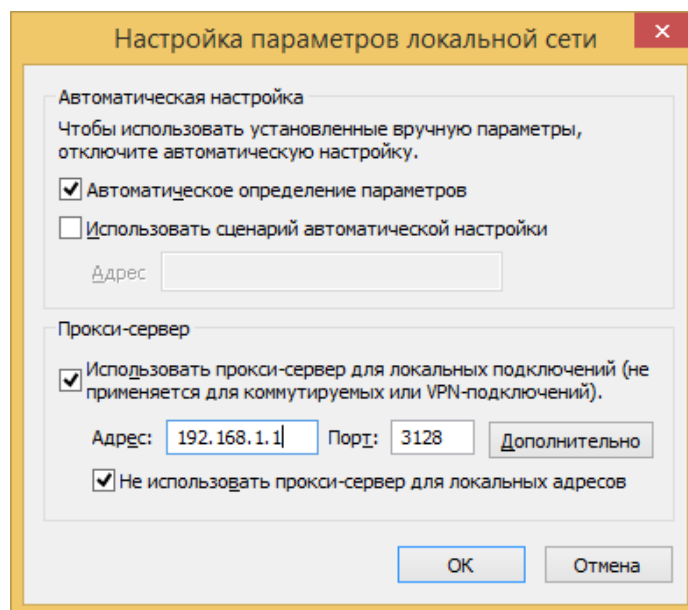 Настройка параметров локальной сети
Автоматическая настройка
Чтобы использовать установленные вручную параметры,
отключите автоматическую настройку.
Автоматическое определение параметров
Использовать сценарий автоматической настройки
Адрес
Прокси-сервер
Использовать прокси-сервер для локальных подключений (не
применяется для коммутируемых или VPN-подключений).
Адрес: 192.168.1.1 Порт: 3128 Дополнительно
Не использовать прокси-сервер для локальных адресов
ОК Отмена